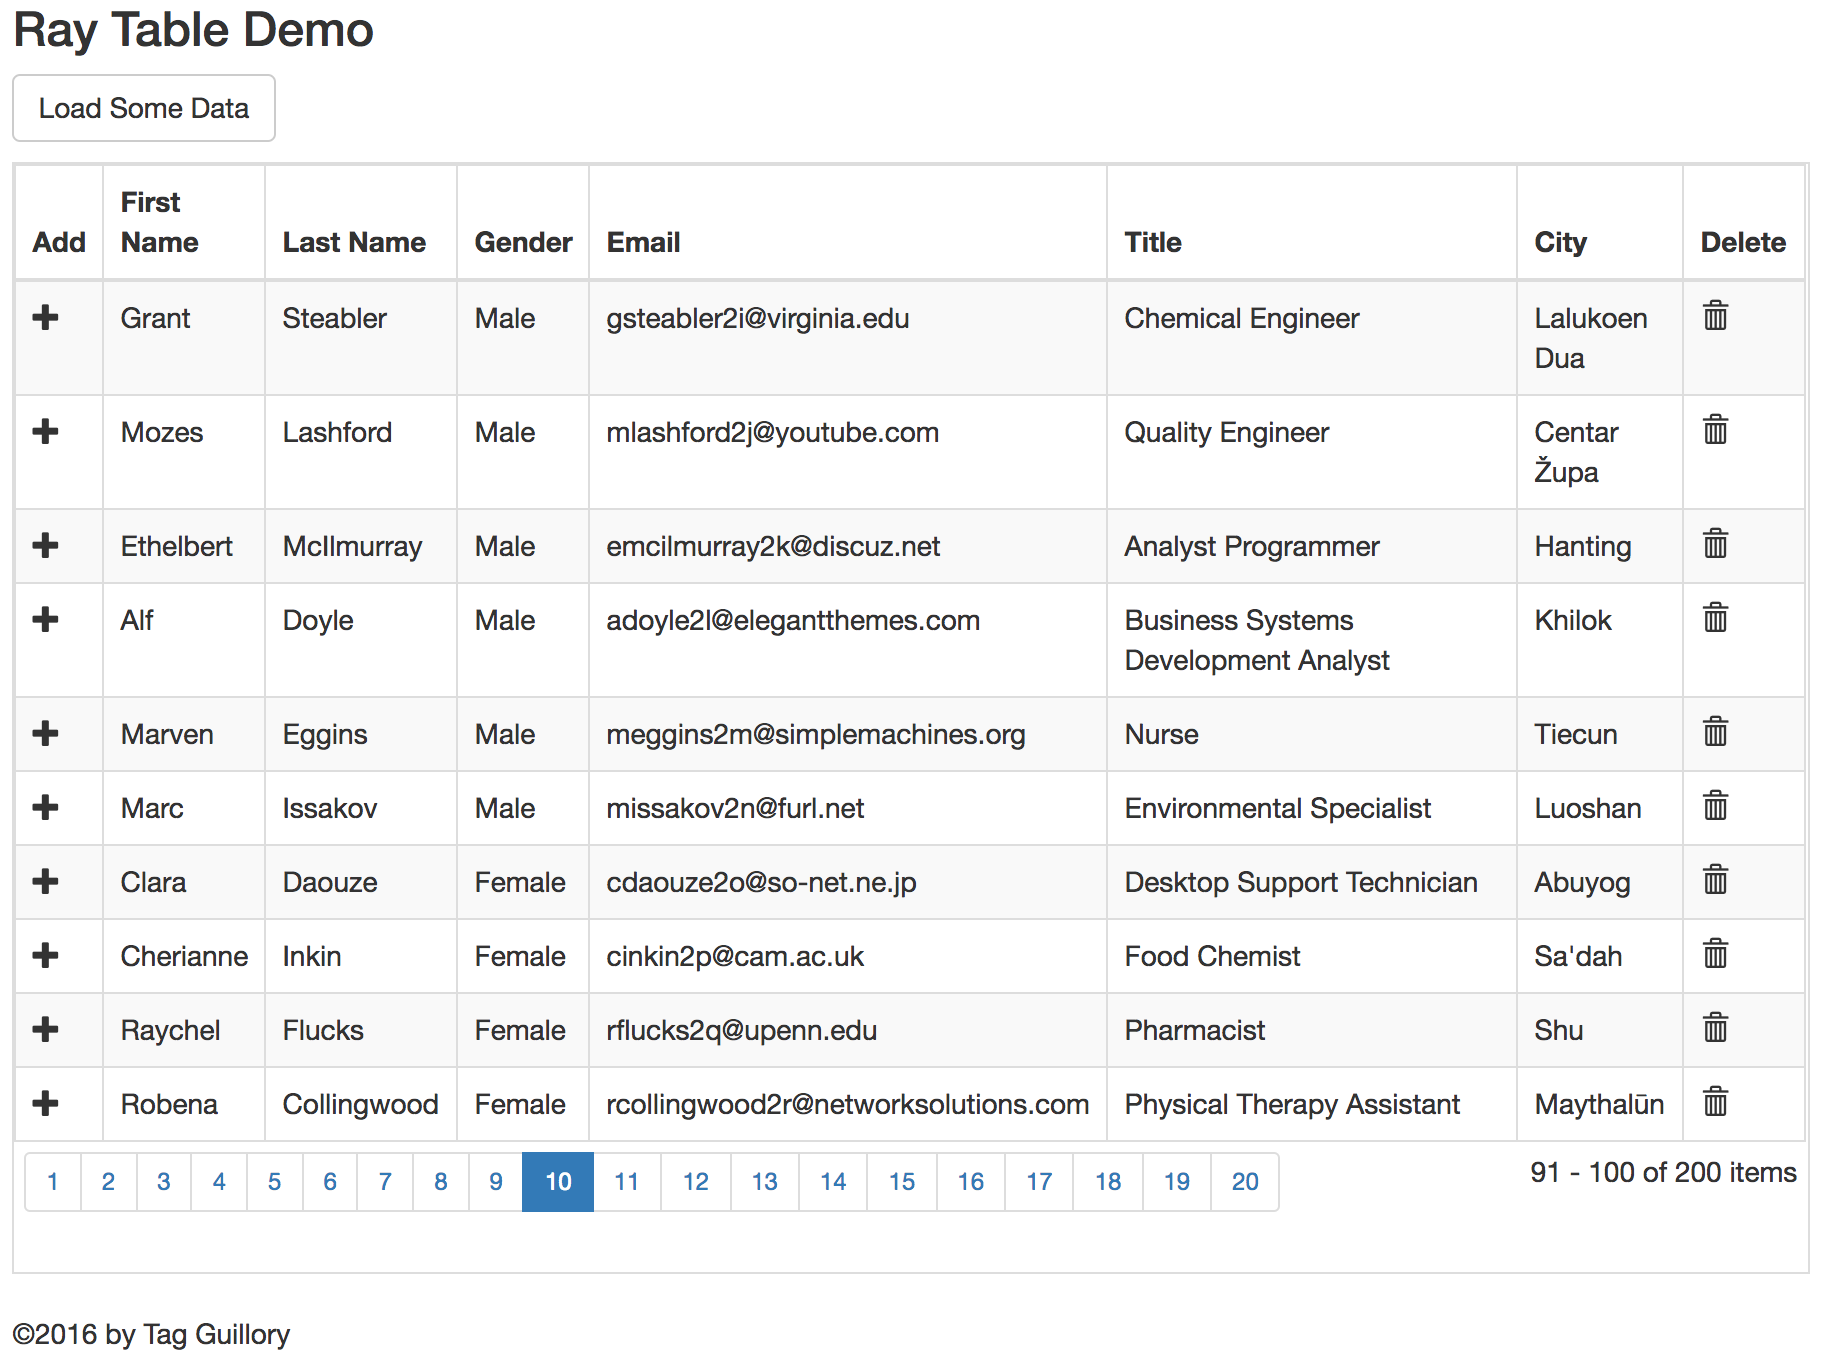 Ray Table Demo
Load Some Data
Add First Name Last Name Gender Email Title City Delete
Grant Steabler Male gsteabler2i@virginia.edu Chemical Engineer Lalukoen Dua
Mozes Lashford Male mlashford2j@youtube.com Quality Engineer Centar Župa
Ethelbert McIlmurray Male emcilmurray2k@discuz.net Analyst Programmer Hanting
Alf Doyle Male adoyle2l@elegantthemes.com Business Systems Development Analyst Khilok
Marven Eggins Male meggins2m@simplemachines.org Nurse Tiecun
Marc Issakov Male missakov2n@furl.net Environmental Specialist Luoshan
Clara Daouze Female cdaouze2o@so-net.ne.jp Desktop Support Technician Abuyog
Cherianne Inkin Female cinkin2p@cam.ac.uk Food Chemist Sa'dah
Raychel Flucks Female rflucks2q@upenn.edu Pharmacist Shu
Robena Collingwood Female rcollingwood2r@networksolutions.com Physical Therapy Assistant Maythalūn
1 2 3 4 5 6 7 8 9 10 11 12 13 14 15 16 17 18 19 20 91 - 100 of 200 items
©2016 by Tag Guillory